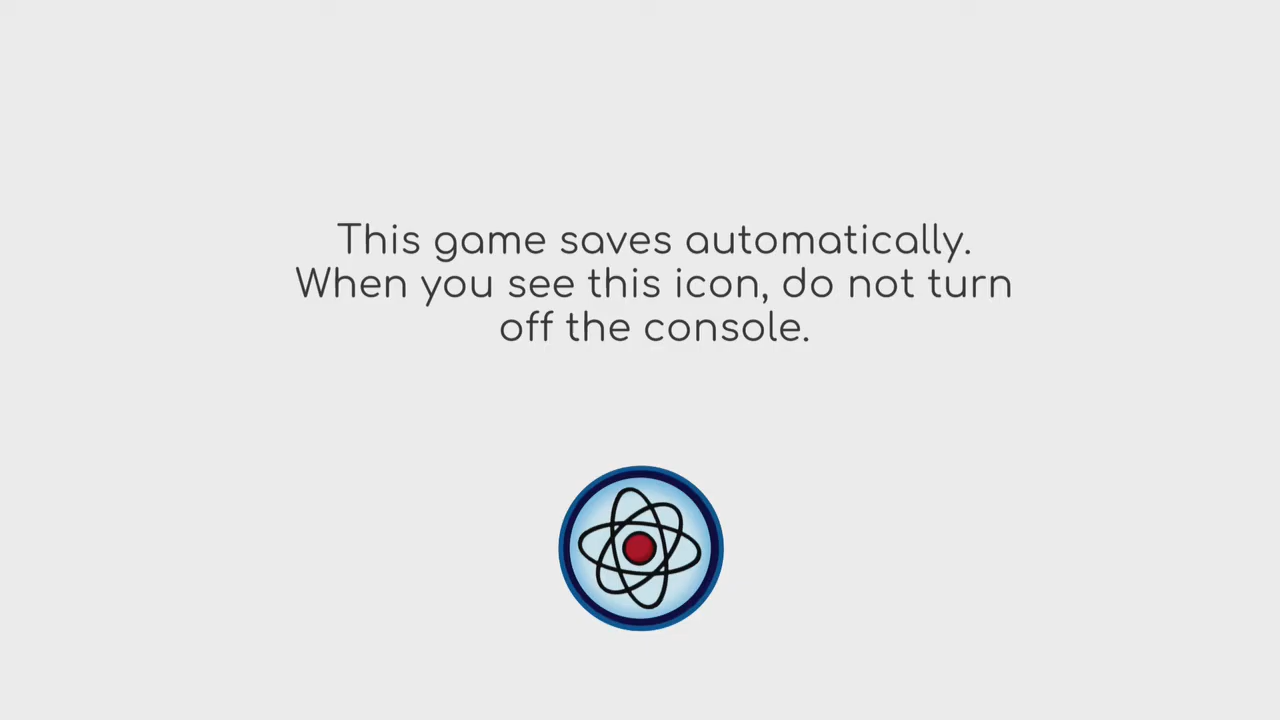 This game saves automatically.
When you see this icon, do not turn
off the console.